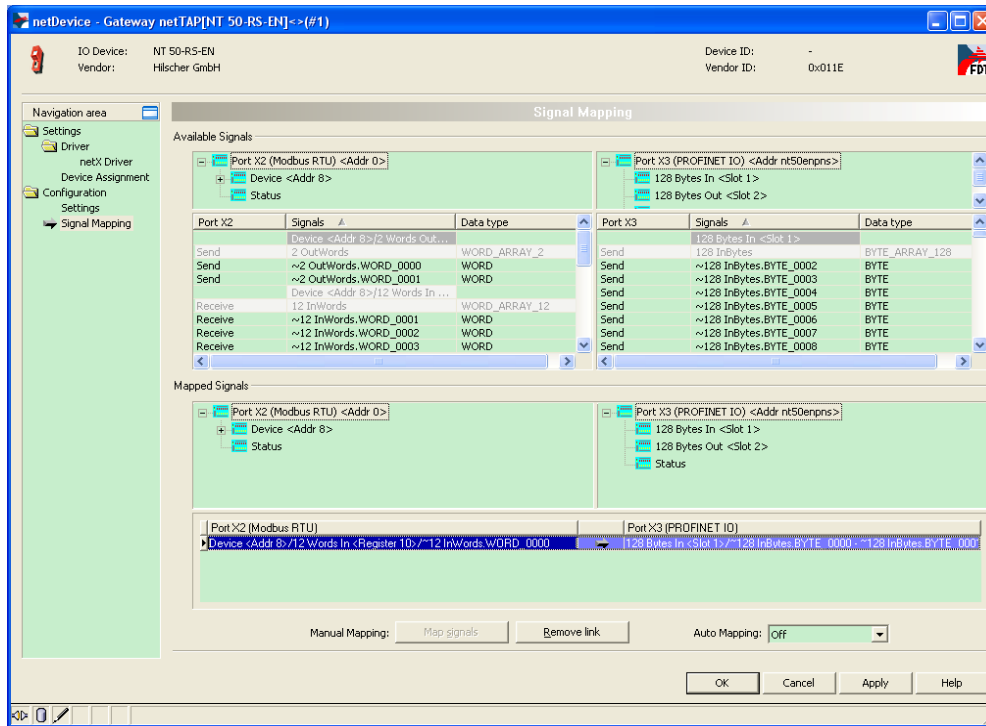 netDevice - Gateway netTAP[NT 50-RS-EN]<>(#1)
IO Device: NT 50-RS-EN Device ID: -
Vendor: Hilscher GmbH Vendor ID: 0x011E
FDT
Navigation area
Settings
Driver
netX Driver
Device Assignment
Configuration
Settings
Signal Mapping
Signal Mapping
Available Signals
Port X2 (Modbus RTU) <Addr 0>
Device <Addr 8>
Status
Port X3 (PROFINET IO) <Addr nt50enpns>
128 Bytes In <Slot 1>
128 Bytes Out <Slot 2>
Port X2 Signals Data type
Device <Addr 8>/2 Words Out...
Send 2 OutWords WORD_ARRAY_2
Send ~2 OutWords.WORD_0000 WORD
Send ~2 OutWords.WORD_0001 WORD
Device <Addr 8>/12 Words In ...
Receive 12 InWords WORD_ARRAY_12
Receive ~12 InWords.WORD_0001 WORD
Receive ~12 InWords.WORD_0002 WORD
Receive ~12 InWords.WORD_0003 WORD
Port X3 Signals Data type
128 Bytes In <Slot 1>
Send 128 InBytes BYTE_ARRAY_128
Send ~128 InBytes.BYTE_0002 BYTE
Send ~128 InBytes.BYTE_0003 BYTE
Send ~128 InBytes.BYTE_0004 BYTE
Send ~128 InBytes.BYTE_0005 BYTE
Send ~128 InBytes.BYTE_0006 BYTE
Send ~128 InBytes.BYTE_0007 BYTE
Send ~128 InBytes.BYTE_0008 BYTE
Mapped Signals
Port X2 (Modbus RTU) <Addr 0>
Device <Addr 8>
Status
Port X3 (PROFINET IO) <Addr nt50enpns>
128 Bytes In <Slot 1>
128 Bytes Out <Slot 2>
Status
Port X2 (Modbus RTU) Port X3 (PROFINET IO)
Device <Addr 8>/12 Words In <Register 10>/~12 InWords.WORD_0000 128 Bytes In <Slot 1>/~128 InBytes.BYTE_0000 - ~128 InBytes.BYTE_000
Manual Mapping: Map signals Remove link Auto Mapping: Off
OK Cancel Apply Help